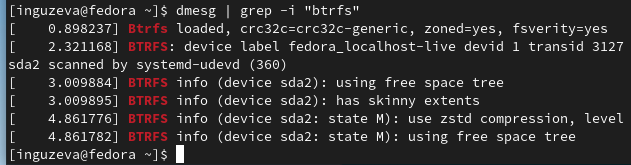 [inguzeva@fedora ~]$ dmesg | grep -i "btrfs"
[    0.898237] Btrfs loaded, crc32c=crc32c-generic, zoned=yes, fsverity=yes
[    2.321168] BTRFS: device label fedora_localhost-live devid 1 transid 3127
sda2 scanned by systemd-udevd (360)
[    3.009884] BTRFS info (device sda2): using free space tree
[    3.009895] BTRFS info (device sda2): has skinny extents
[    4.861776] BTRFS info (device sda2: state M): use zstd compression, level
[    4.861782] BTRFS info (device sda2: state M): using free space tree
[inguzeva@fedora ~]$